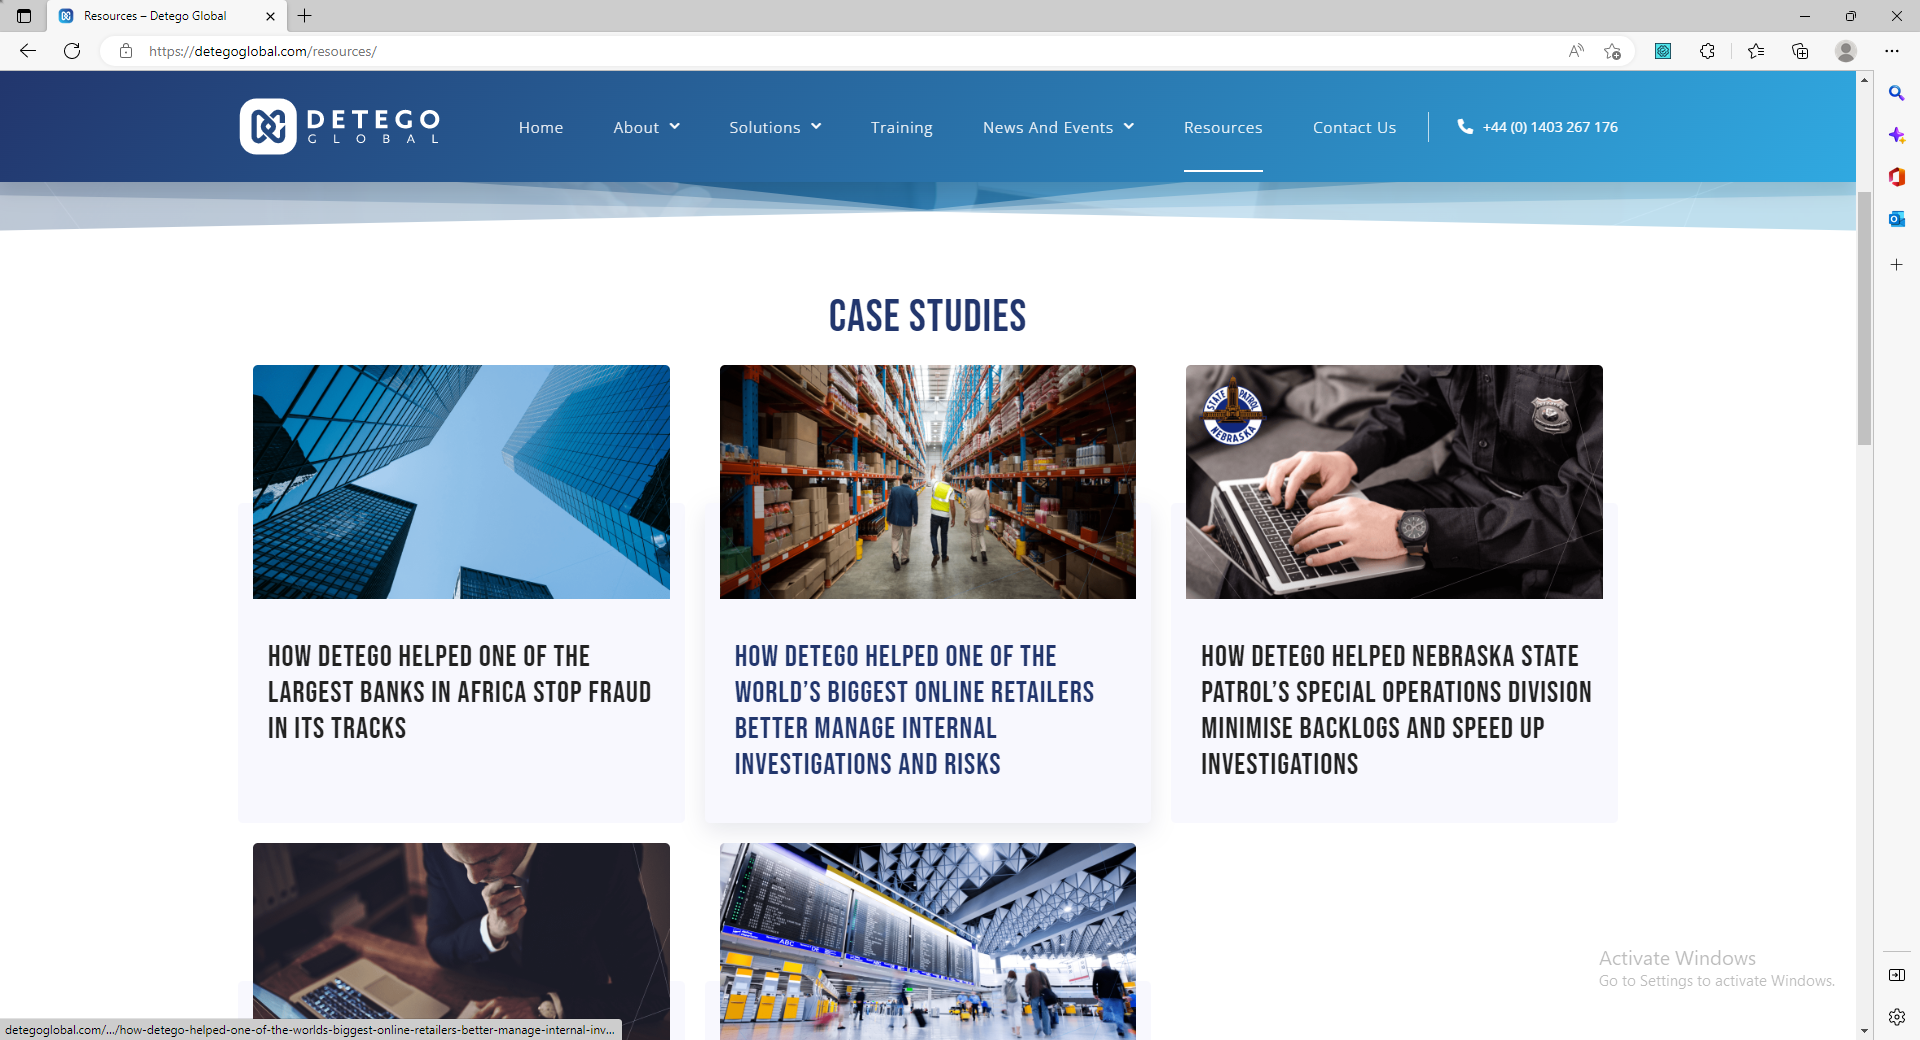 Resources – Detego Global
https://detegoglobal.com/resources/
DETEGO
GLOBAL
Home
About
Solutions
Training
News And Events
Resources
Contact Us
+44 (0) 1403 267 176
CASE STUDIES
STATE PATROL
NEBRASKA
HOW DETEGO HELPED ONE OF THE
LARGEST BANKS IN AFRICA STOP FRAUD
IN ITS TRACKS
HOW DETEGO HELPED ONE OF THE
WORLD’S BIGGEST ONLINE RETAILERS
BETTER MANAGE INTERNAL
INVESTIGATIONS AND RISKS
HOW DETEGO HELPED NEBRASKA STATE
PATROL’S SPECIAL OPERATIONS DIVISION
MINIMISE BACKLOGS AND SPEED UP
INVESTIGATIONS
ABC
Activate Windows
Go to Settings to activate Windows.
detegoglobal.com/.../how-detego-helped-one-of-the-worlds-biggest-online-retailers-better-manage-internal-inv...